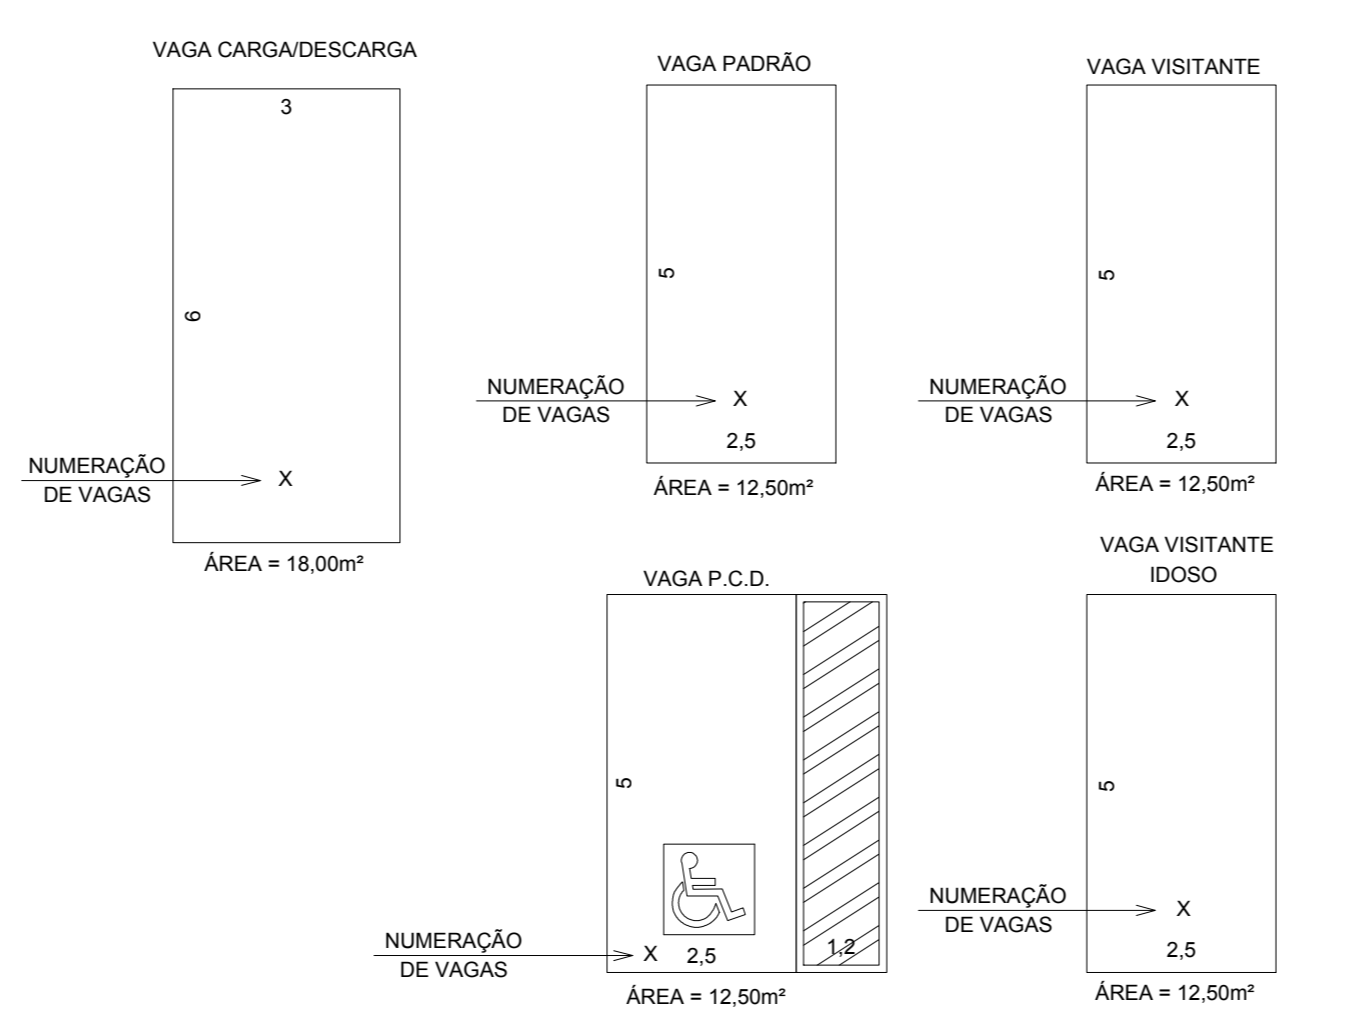 VAGA CARGA/DESCARGA
3
6
NUMERAÇÃO
DE VAGAS
X
ÁREA = 18,00m²
VAGA PADRÃO
5
NUMERAÇÃO
DE VAGAS
X
2,5
ÁREA = 12,50m²
VAGA VISITANTE
5
NUMERAÇÃO
DE VAGAS
X
2,5
ÁREA = 12,50m²
VAGA P.C.D.
5
NUMERAÇÃO
DE VAGAS
X
2,5
1,2
ÁREA = 12,50m²
VAGA VISITANTE
IDOSO
5
NUMERAÇÃO
DE VAGAS
X
2,5
ÁREA = 12,50m²